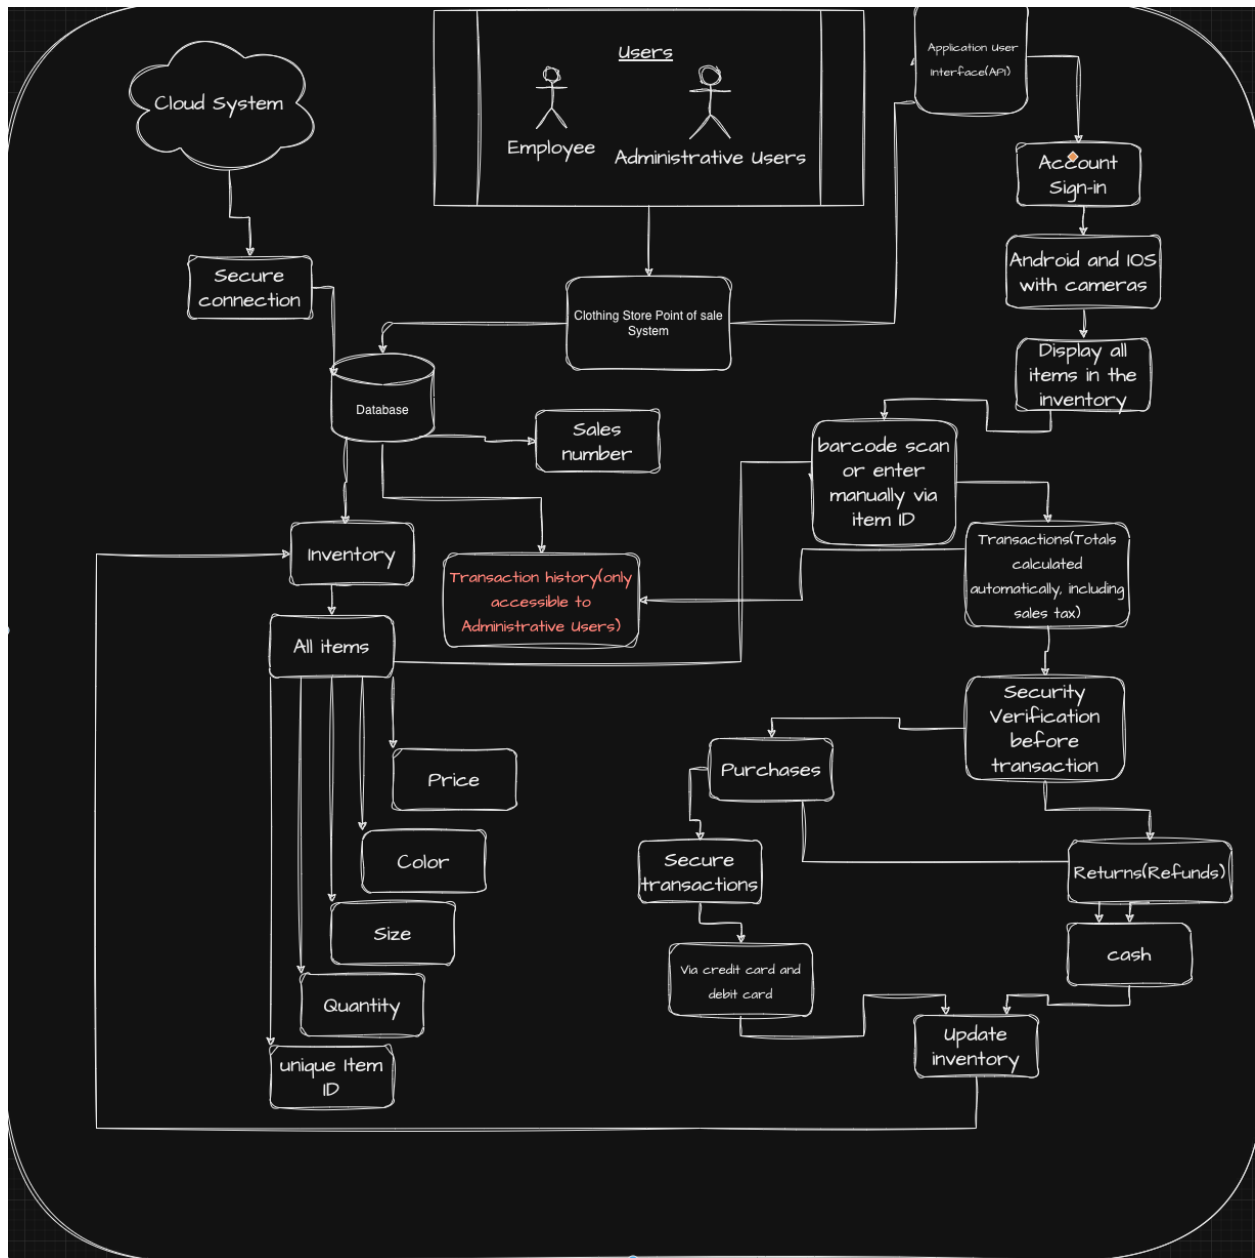 Users
Employee
Administrative Users
Cloud System
Application User
Interface(API)
Account
Sign-in
Secure
connection
Android and IOS
with cameras
Clothing Store Point of sale
System
Display all
items in the
inventory
Database
Sales
number
barcode scan
or enter
manually via
item ID
Inventory
Transaction history(only
accessible to
Administrative Users)
Transactions(Totals
calculated
automatically, including
sales tax)
All items
Security
Verification
before
transaction
Purchases
Price
Color
Secure
transactions
Returns(Refunds)
Size
cash
Via credit card and
debit card
Quantity
Update
inventory
unique Item
ID